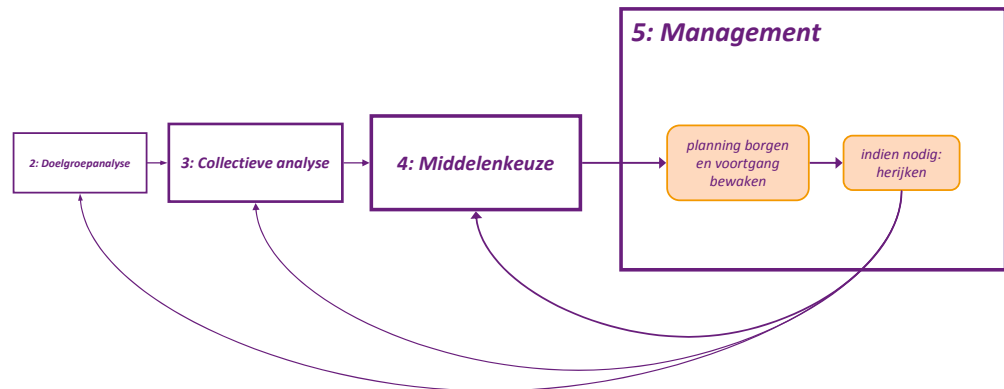 5: Management
2: Doelgroepanalyse
3: Collectieve analyse
4: Middelenkeuze
planning borgen
en voortgang
bewaken
indien nodig:
herijken